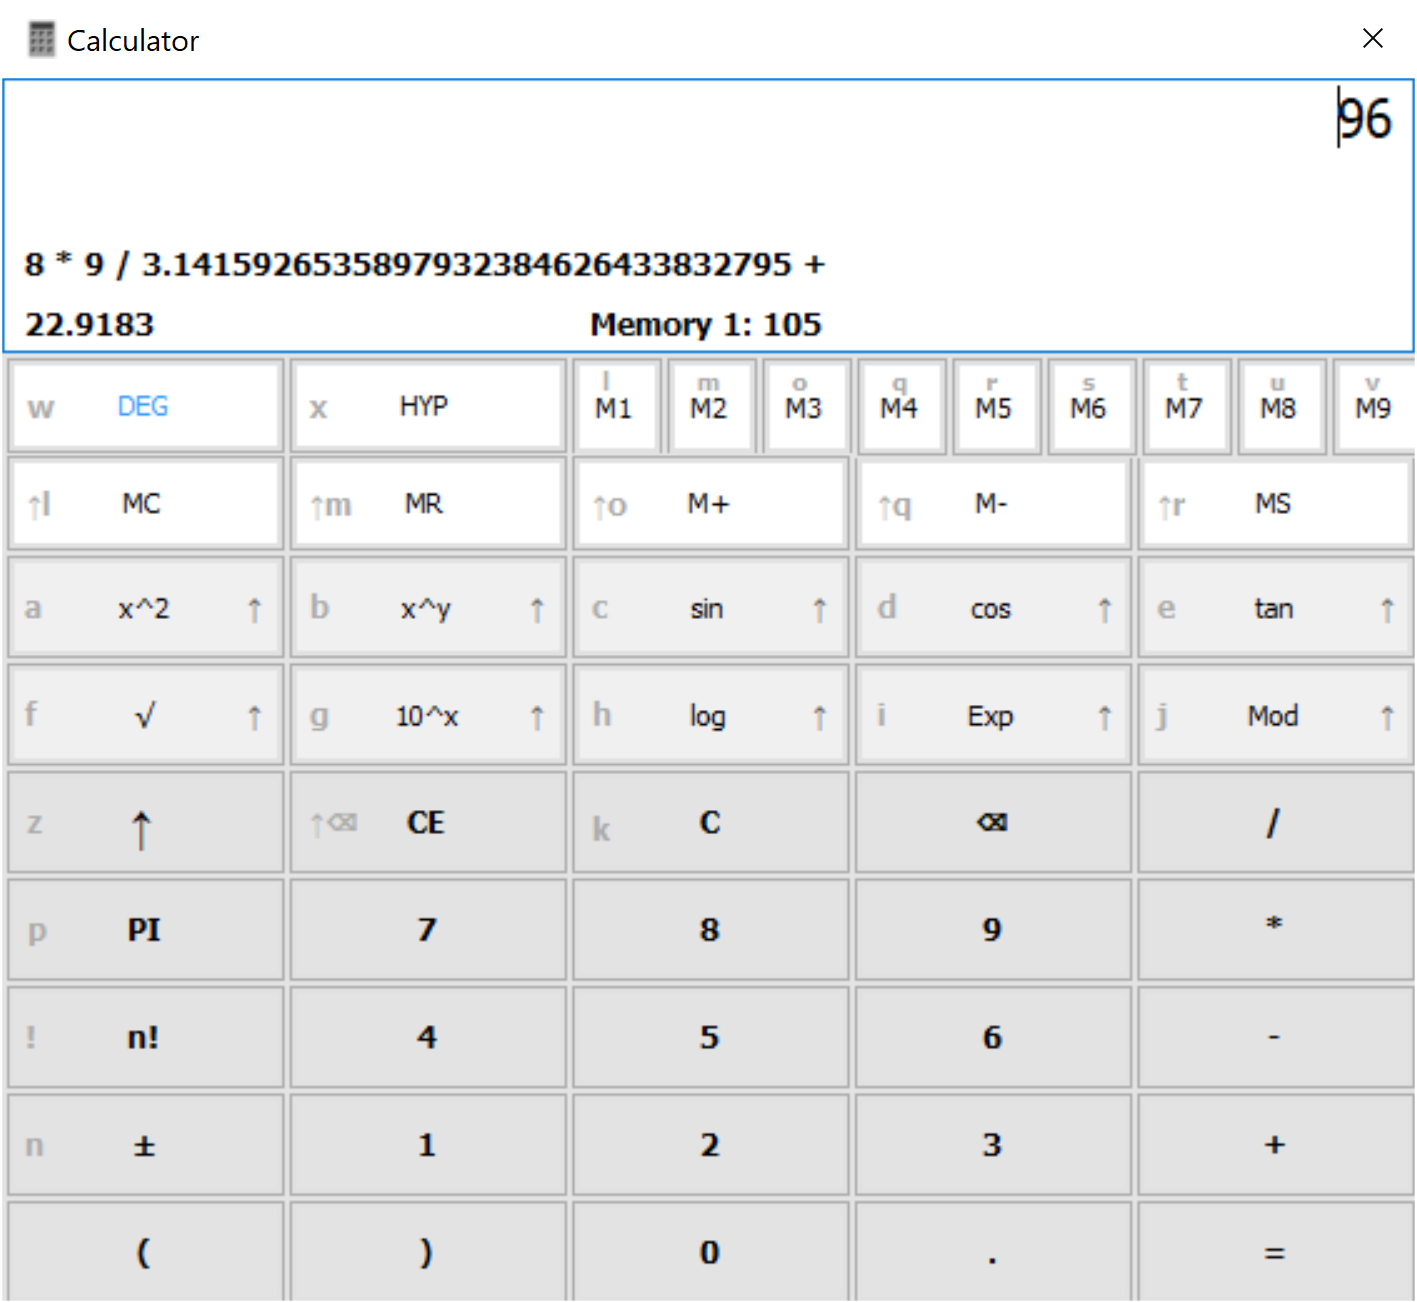 Calculator
96
8 * 9 / 3.1415926535897932384626433832795 +
22.9183 Memory 1: 105
w DEG x HYP l M1 m M2 o M3 q M4 r M5 s M6 t M7 u M8 v M9
↑l MC ↑m MR ↑o M+ ↑q M- ↑r MS
a x^2 ↑ b x^y ↑ c sin ↑ d cos ↑ e tan ↑
f √ ↑ g 10^x ↑ h log ↑ i Exp ↑ j Mod ↑
z ↑ ↑⌫ CE k C ⌫ /
p PI 7 8 9 *
! n! 4 5 6 -
n ± 1 2 3 +
( ) 0 . =